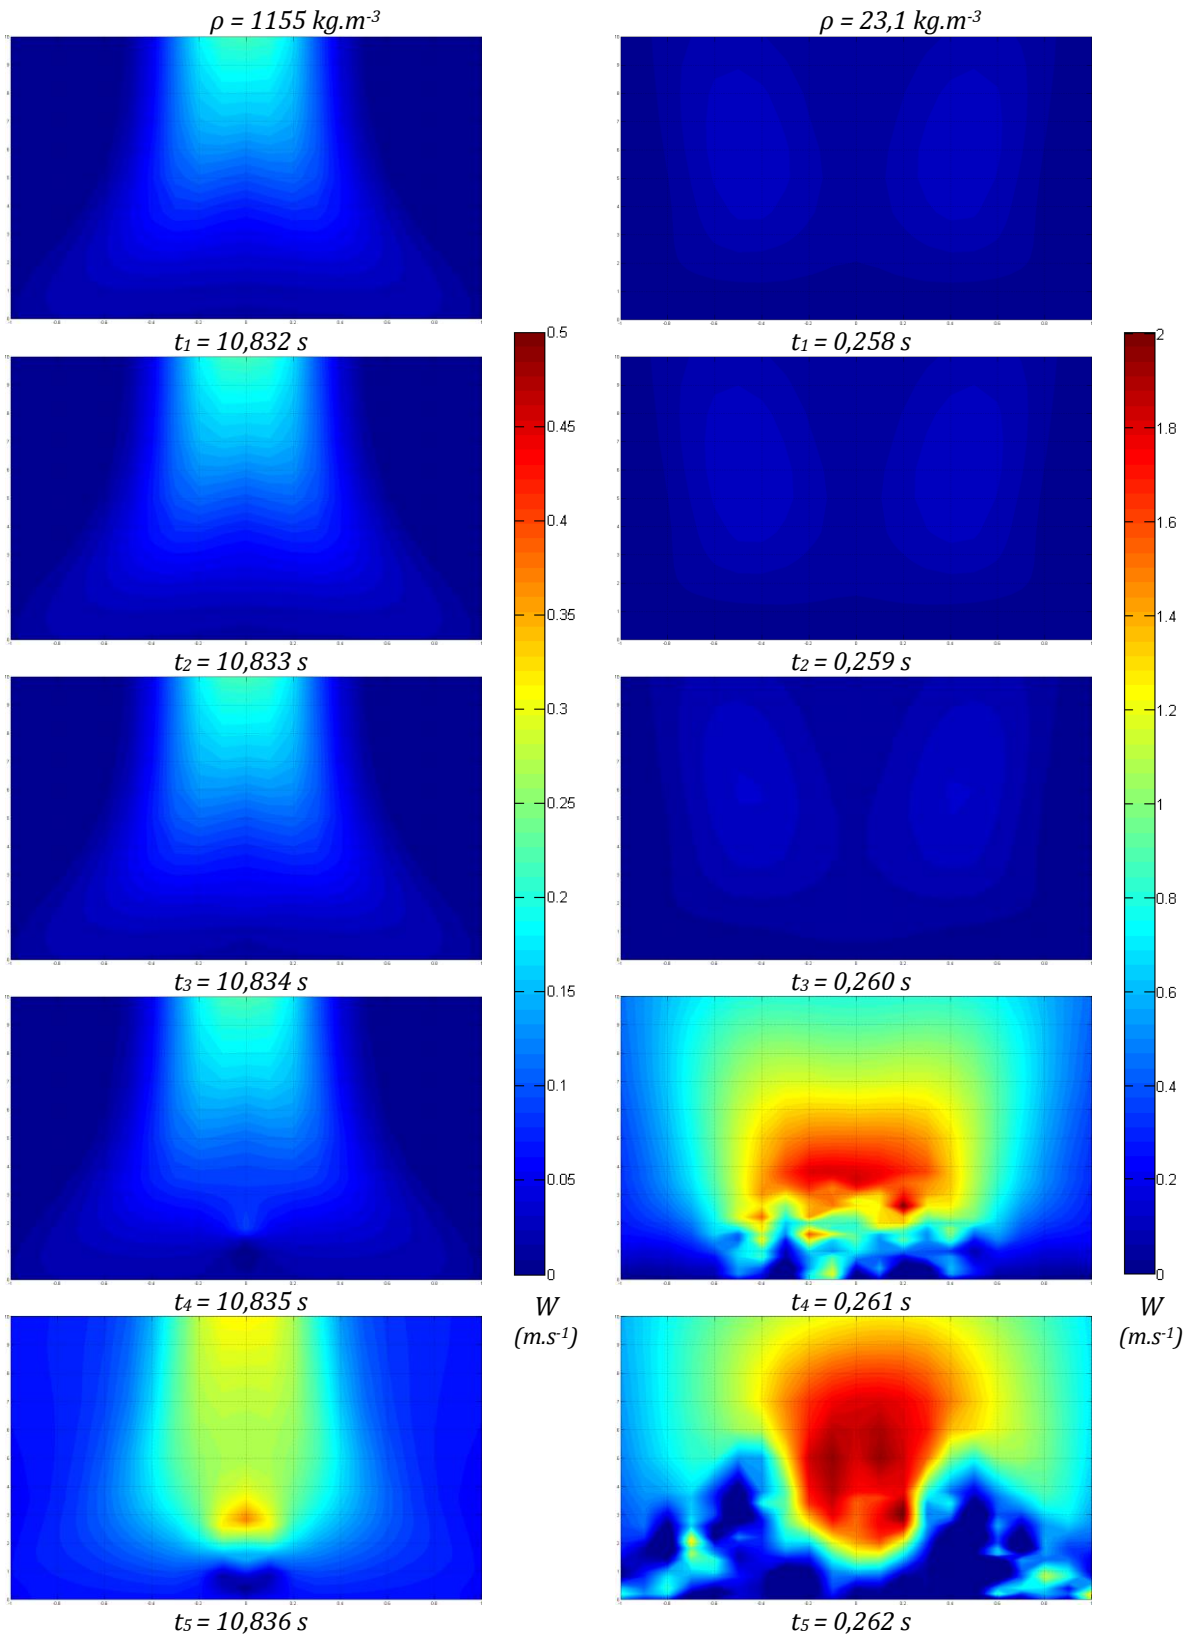 ρ = 1155 kg.m-3
ρ = 23,1 kg.m-3
t1 = 10,832 s
t1 = 0,258 s
t2 = 10,833 s
t2 = 0,259 s
t3 = 10,834 s
t3 = 0,260 s
t4 = 10,835 s
t4 = 0,261 s
t5 = 10,836 s
t5 = 0,262 s
0.5
0.45
0.4
0.35
0.3
0.25
0.2
0.15
0.1
0.05
0
W
(m.s-1)
2
1.8
1.6
1.4
1.2
1
0.8
0.6
0.4
0.2
0
W
(m.s-1)